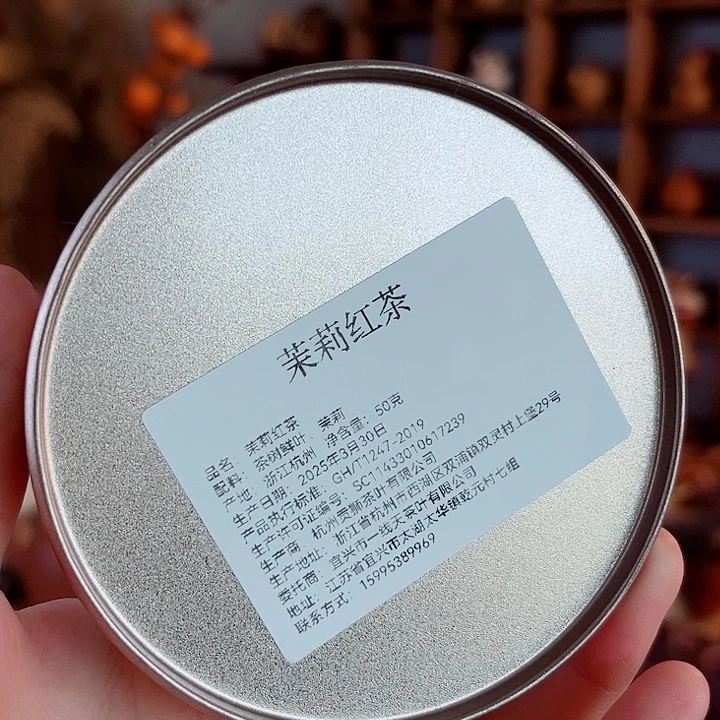 茉莉红茶
品名： 茉莉红茶
配料： 茶树鲜叶、茉莉
产地： 浙江杭州 净含量：50克
生产日期：2025年3月30日
产品执行标准：GH/T1247-2019
生产许可证编号：SC11433010617239
生产商：杭州贡狮茶叶有限公司
生产地址：浙江省杭州市西湖区双浦镇双灵村上堡29号
委托商：宜兴市一线天茶叶有限公司
地址：江苏省宜兴市太湖太华镇乾元村七组
联系方式：15995389969